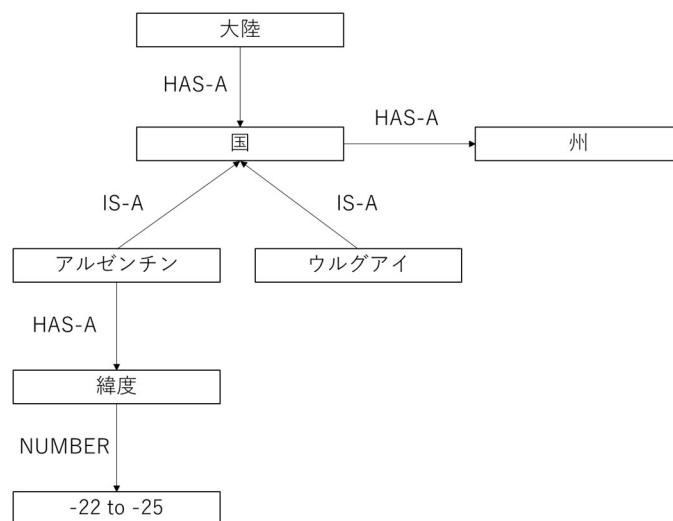 大陸
HAS-A
国
HAS-A
州
IS-A
IS-A
アルゼンチン
ウルグアイ
HAS-A
緯度
NUMBER
-22 to -25